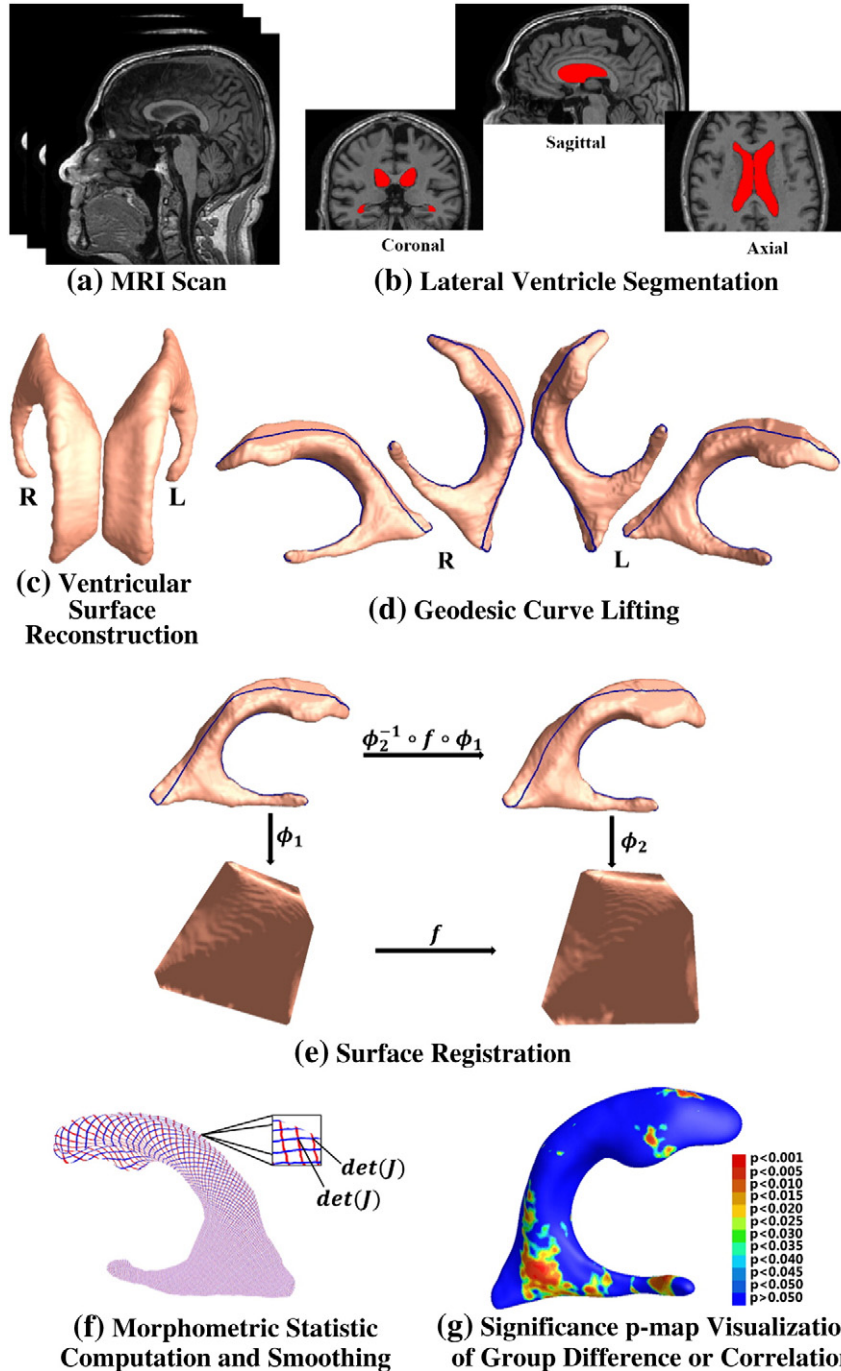 Coronal
Sagittal
Axial
(a) MRI Scan
(b) Lateral Ventricle Segmentation
R
L
R
L
(c) Ventricular
Surface
Reconstruction
(d) Geodesic Curve Lifting
ϕ₂⁻¹ ∘ f ∘ ϕ₁
ϕ₁
ϕ₂
f
(e) Surface Registration
det(J)
det(J)
p<0.001
p<0.005
p<0.010
p<0.015
p<0.020
p<0.025
p<0.030
p<0.035
p<0.040
p<0.045
p<0.050
p>0.050
(f) Morphometric Statistic
Computation and Smoothing
(g) Significance p-map Visualizatio
of Group Difference or Correlation